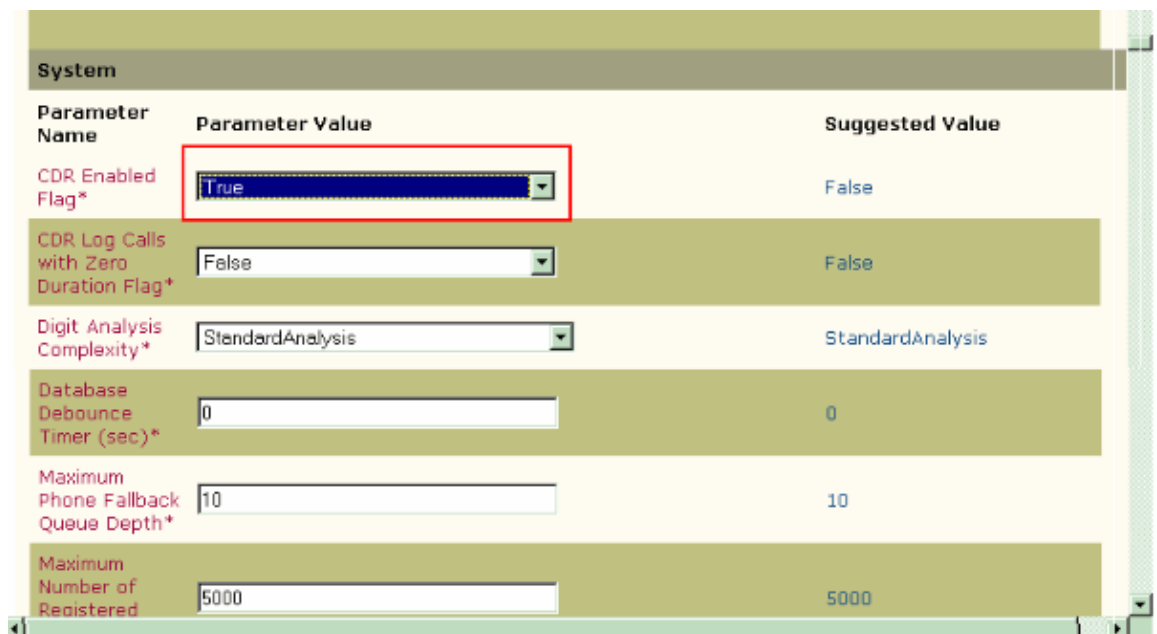 System
Parameter
Name
Parameter Value
Suggested Value
CDR Enabled
Flag*
True
False
CDR Log Calls
with Zero
Duration Flag*
False
False
Digit Analysis
Complexity*
StandardAnalysis
StandardAnalysis
Database
Debounce
Timer (sec)*
0
0
Maximum
Phone Fallback
Queue Depth*
10
10
Maximum
Number of
Registered
5000
5000